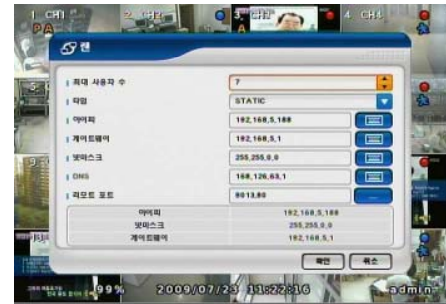 1 CH1
2 CH2
3 CH3
4 CH4
P A
A
랜
최대 사용자 수 7
타입 STATIC
아이피 192,168,5,188
게이트웨이 192,168,5,1
넷마스크 255,255,0,0
DNS 168,126,63,1
리모트 포트 8013,80 ...
아이피 192,168,5,188
넷마스크 255,255,0,0
게이트웨이 192,168,5,1
확인 취소
99% 2009/07/23 11:22:16 admin